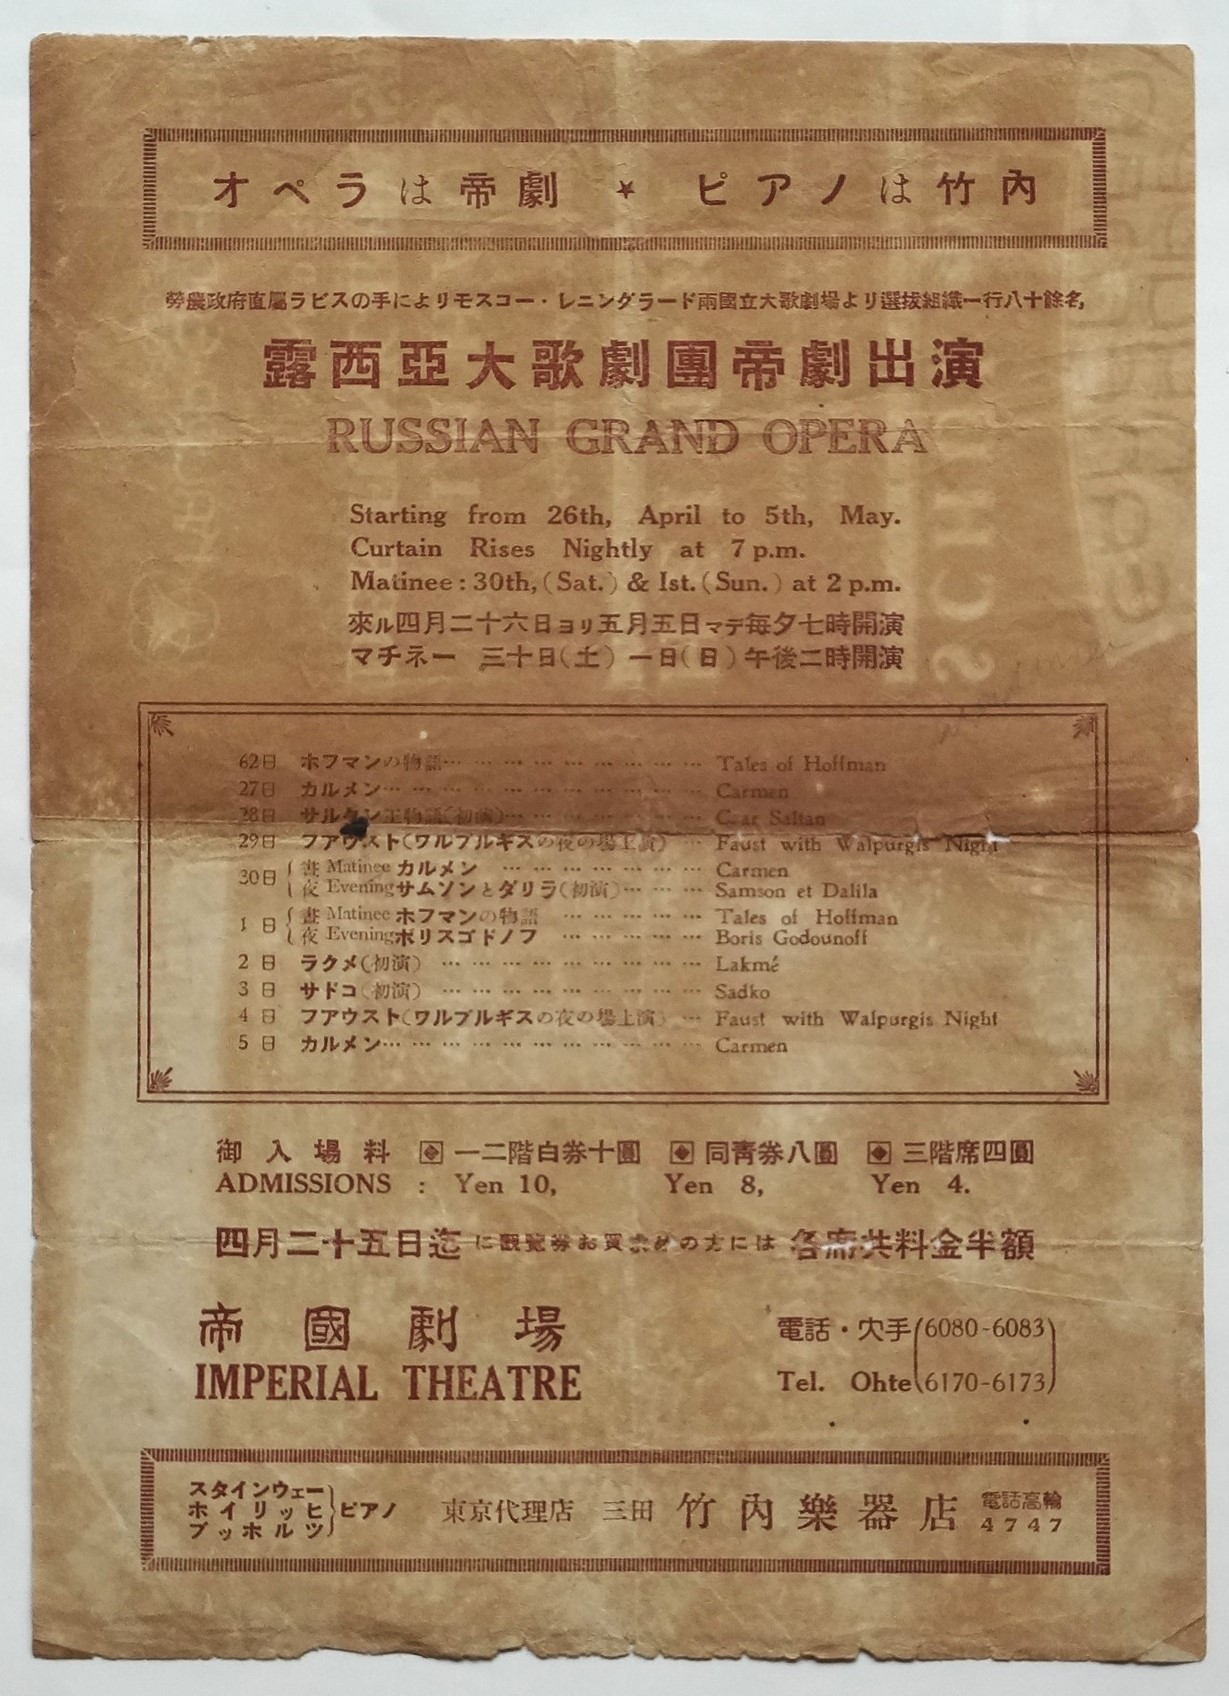 オペラは帝劇 ★ ピアノは竹內
勞農政府直屬ラビスの手によリモスコー・レニングラード兩國立大歌劇場よリ選拔組織一行八十餘名,
露西亞大歌劇團帝劇出演
RUSSIAN GRAND OPERA
Starting from 26th, April to 5th, May.
Curtain Rises Nightly at 7 p.m.
Matinee : 30th, (Sat.) & Ist. (Sun.) at 2 p.m.
來ル四月二十六日ヨリ五月五日マデ每夕七時開演
マチネー 三十日(土) 一日(日)午後二時開演
62日 ホフマンの物語… … … … … … … … … Tales of Hoffman
27日 カルメン… … … … … … … … … … … Carmen
28日 サルタン王物語(初演)… … … … … … … Czar Saltan
29日 フアウスト(ワルプルギスの夜の場上演) … Faust with Walpurgis Night
30日 { 晝 Matinee カルメン … … … … … … … Carmen
夜 Evening サムソンとダリラ(初演)… … … Samson et Dalila
1 日 { 晝 Matinee ホフマンの物語 … … … … … Tales of Hoffman
夜 Evening ボリスゴドノフ … … … … … Boris Godounoff
2 日 ラクメ(初演) … … … … … … … … … Lakmé
3 日 サドコ(初演) … … … … … … … … … Sadko
4 日 フアウスト(ワルプルギスの夜の場上演) … Faust with Walpurgis Night
5 日 カルメン… … … … … … … … … … … Carmen
御入場料 一二階白券十圓 同靑券八圓 三階席四圓
ADMISSIONS : Yen 10, Yen 8, Yen 4.
四月二十五日迄に觀覽券お買求めの方には 各席共料金半額
帝國劇場
IMPERIAL THEATRE
電話・大手(6080-6083)
Tel. Ohte(6170-6173)
スタインウェー
ホイリッヒ } ピアノ
ブッホルツ
東京代理店 三田 竹內樂器店 電話高輪
4747